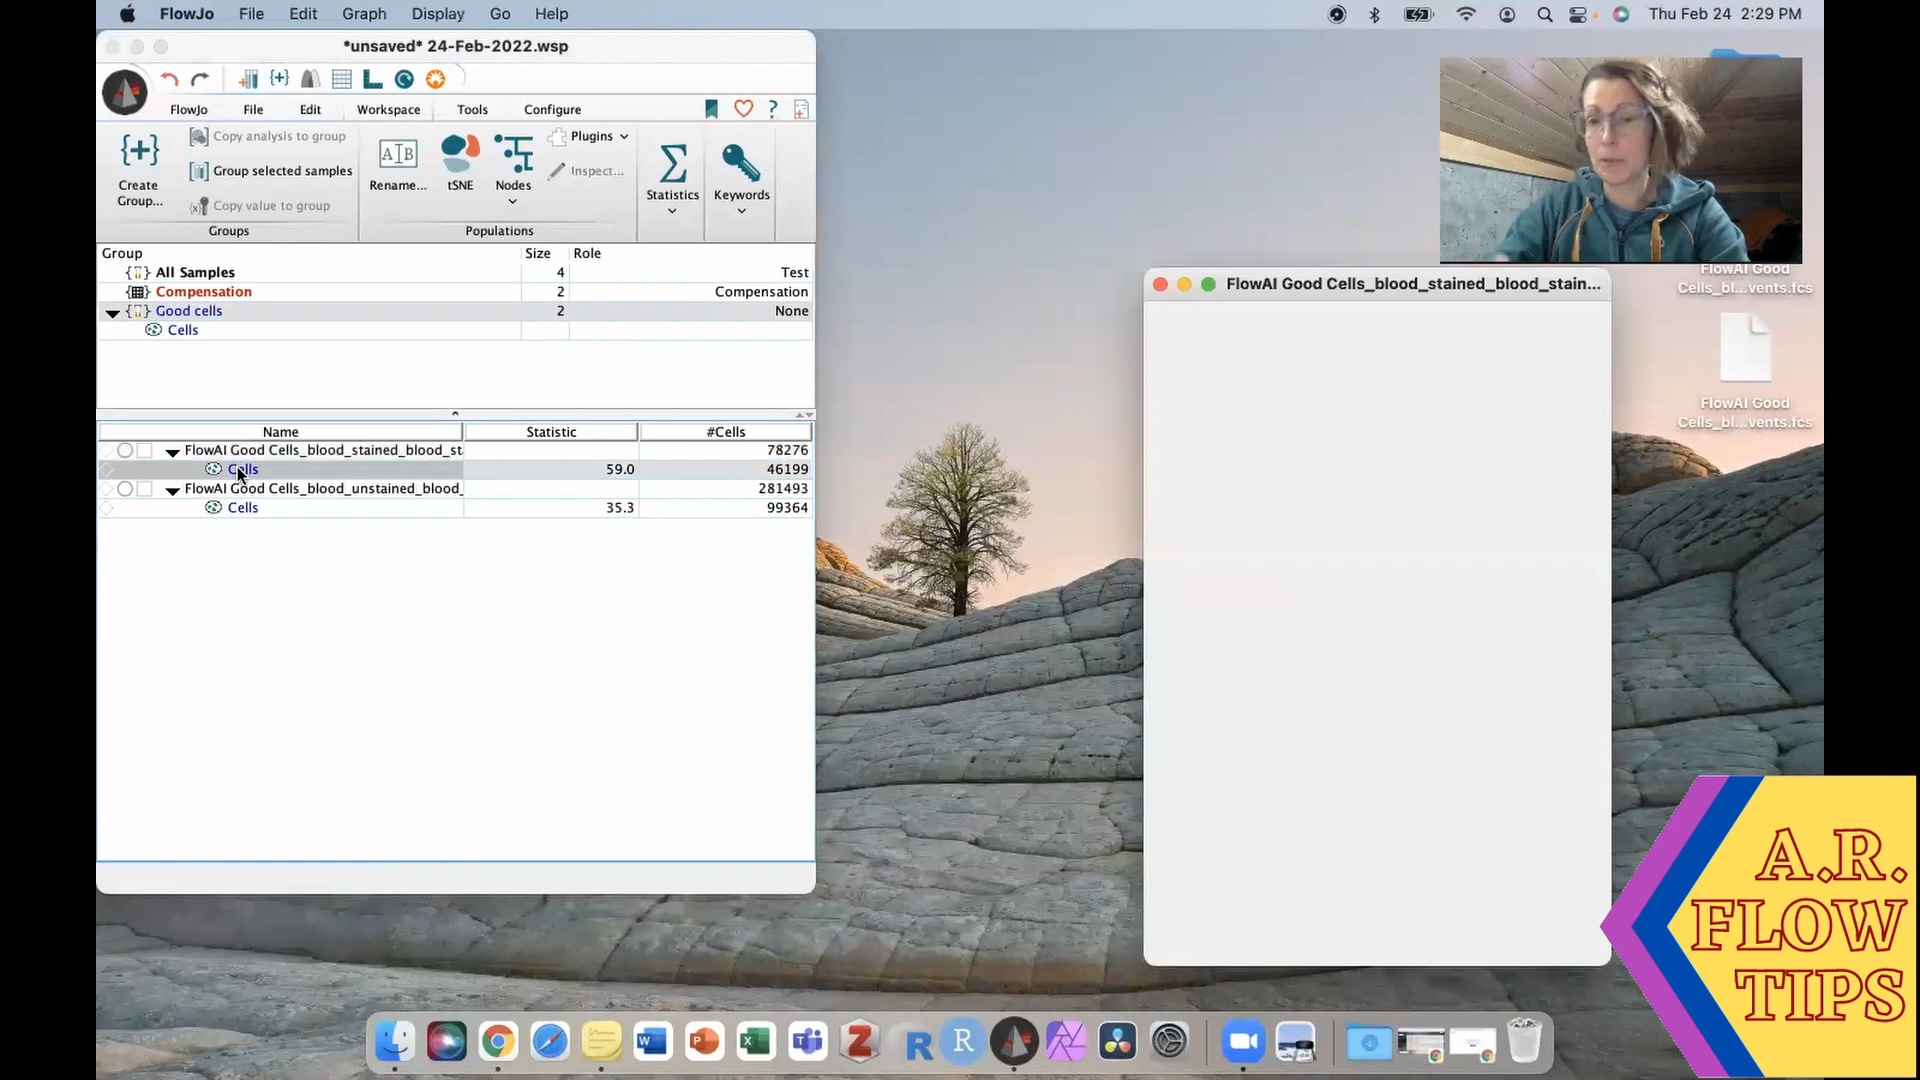 FlowJo File Edit Graph Display Go Help
Thu Feb 24 2:29 PM
*unsaved* 24-Feb-2022.wsp
FlowJo File Edit Workspace Tools Configure
Create Group...
Copy analysis to group
Group selected samples
Copy value to group
Groups
Rename...
tSNE
Nodes
Plugins
Inspect...
Populations
Statistics
Keywords
Group Size Role
All Samples 4 Test
Compensation 2 Compensation
Good cells 2 None
Cells
Name Statistic #Cells
FlowAI Good Cells_blood_stained_blood_st 78276
Cells 59.0 46199
FlowAI Good Cells_blood_unstained_blood_ 281493
Cells 35.3 99364
FlowAI Good Cells_blood_stained_blood_stain...
FlowAI Good
Cells_bl...vents.fcs
FlowAI Good
Cells_bl...vents.fcs
A.R.
FLOW
TIPS